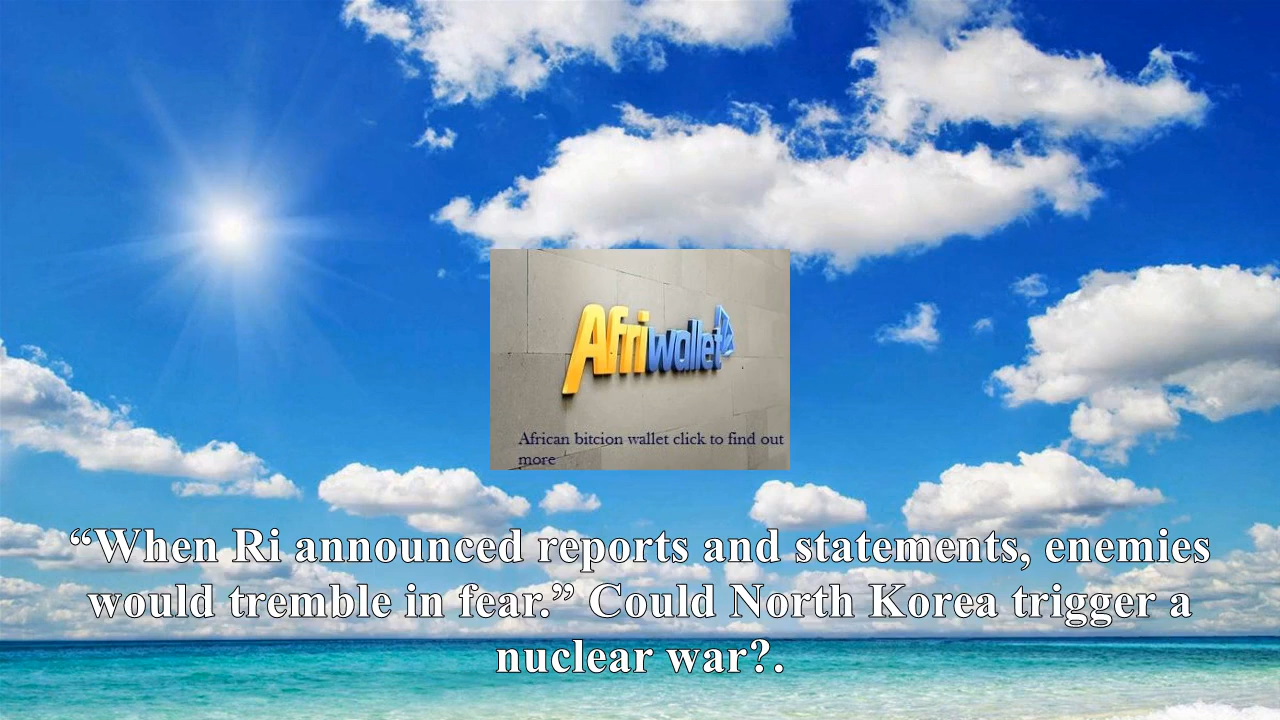 Afriwallet
African bitcion wallet click to find out
more
“When Ri announced reports and statements, enemies
would tremble in fear.” Could North Korea trigger a
nuclear war?.